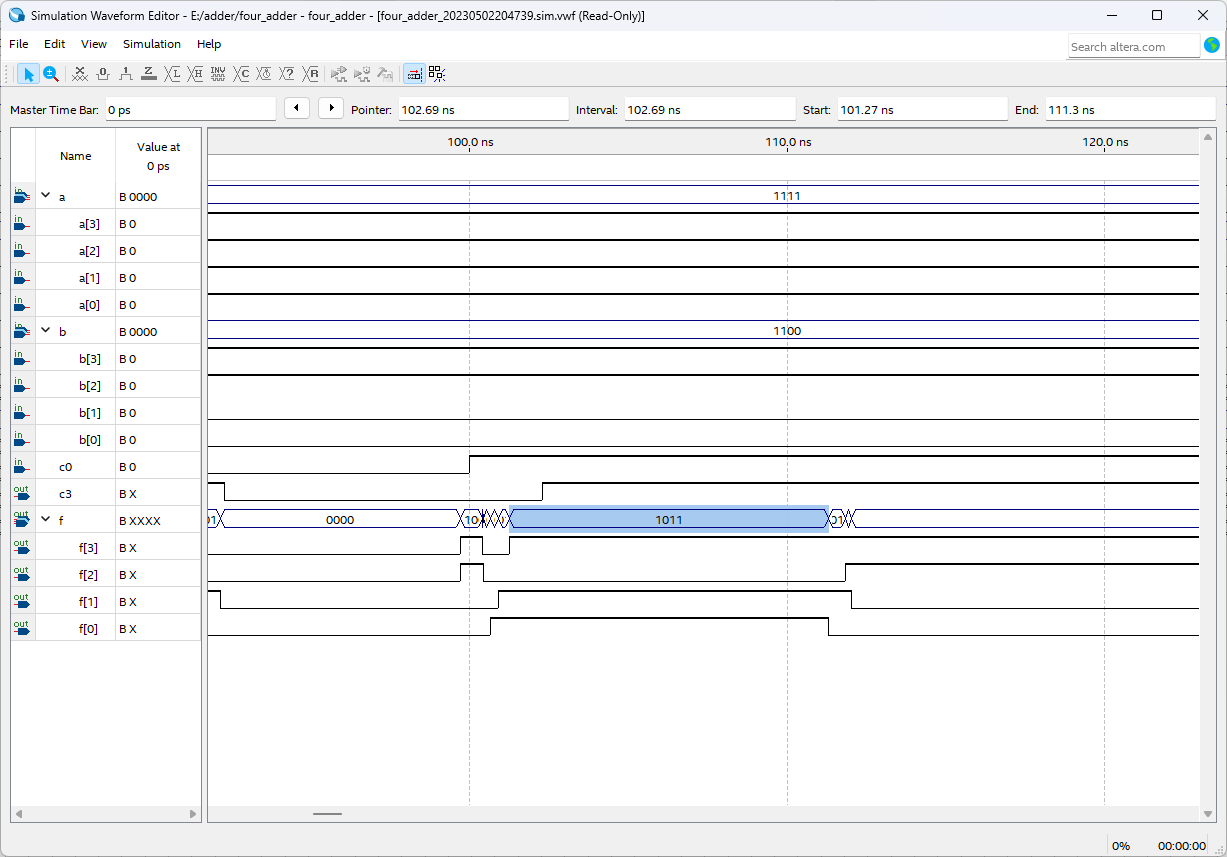 Simulation Waveform Editor - E:/adder/four_adder - four_adder - [four_adder_20230502204739.sim.vwf (Read-Only)]
File Edit View Simulation Help
Search altera.com
Master Time Bar: 0 ps Pointer: 102.69 ns Interval: 102.69 ns Start: 101.27 ns End: 111.3 ns
Name Value at
0 ps
100.0 ns 110.0 ns 120.0 ns
in a B 0000 1111
in a[3] B 0
in a[2] B 0
in a[1] B 0
in a[0] B 0
in b B 0000 1100
in b[3] B 0
in b[2] B 0
in b[1] B 0
in b[0] B 0
in c0 B 0
out c3 B X
out f B XXXX 0000 10 1011 01
out f[3] B X
out f[2] B X
out f[1] B X
out f[0] B X
0% 00:00:00